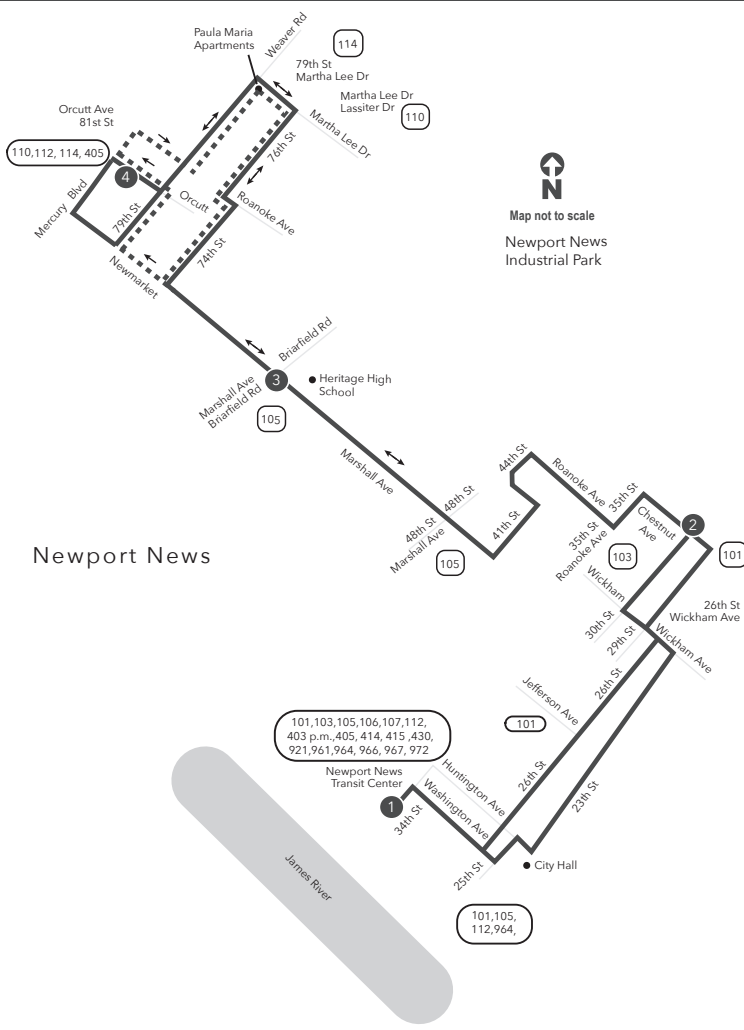 Weaver Rd
Paula Maria
Apartments
114
79th St
Martha Lee Dr
Martha Lee Dr
Lassiter Dr
110
Orcutt Ave
81st St
Martha Lee Dr
76th St
110,112, 114, 405
4
Mercury Blvd
79th St
Orcutt
Roanoke Ave
74th St
Newmarket
N
Map not to scale
Newport News
Industrial Park
Briarfield Rd
3
Heritage High
School
Marshall Ave
Briarfield Rd
105
Marshall Ave
48th St
48th St
Marshall Ave
105
41th St
44th St
Roanoke Ave
35th St
Chestnut
Ave
2
35th St
Roanoke Ave
103
101
Newport News
Wickham
26th St
Wickham Ave
30th St
29th St
Wickham Ave
26th St
Jefferson Ave
101
101,103,105,106,107,112,
403 p.m.,405, 414, 415 ,430,
921,961,964, 966, 967, 972
Newport News
Transit Center
1
34th St
Huntington Ave
Washington Ave
26th St
23th St
25th St
City Hall
James River
101,105,
112,964,